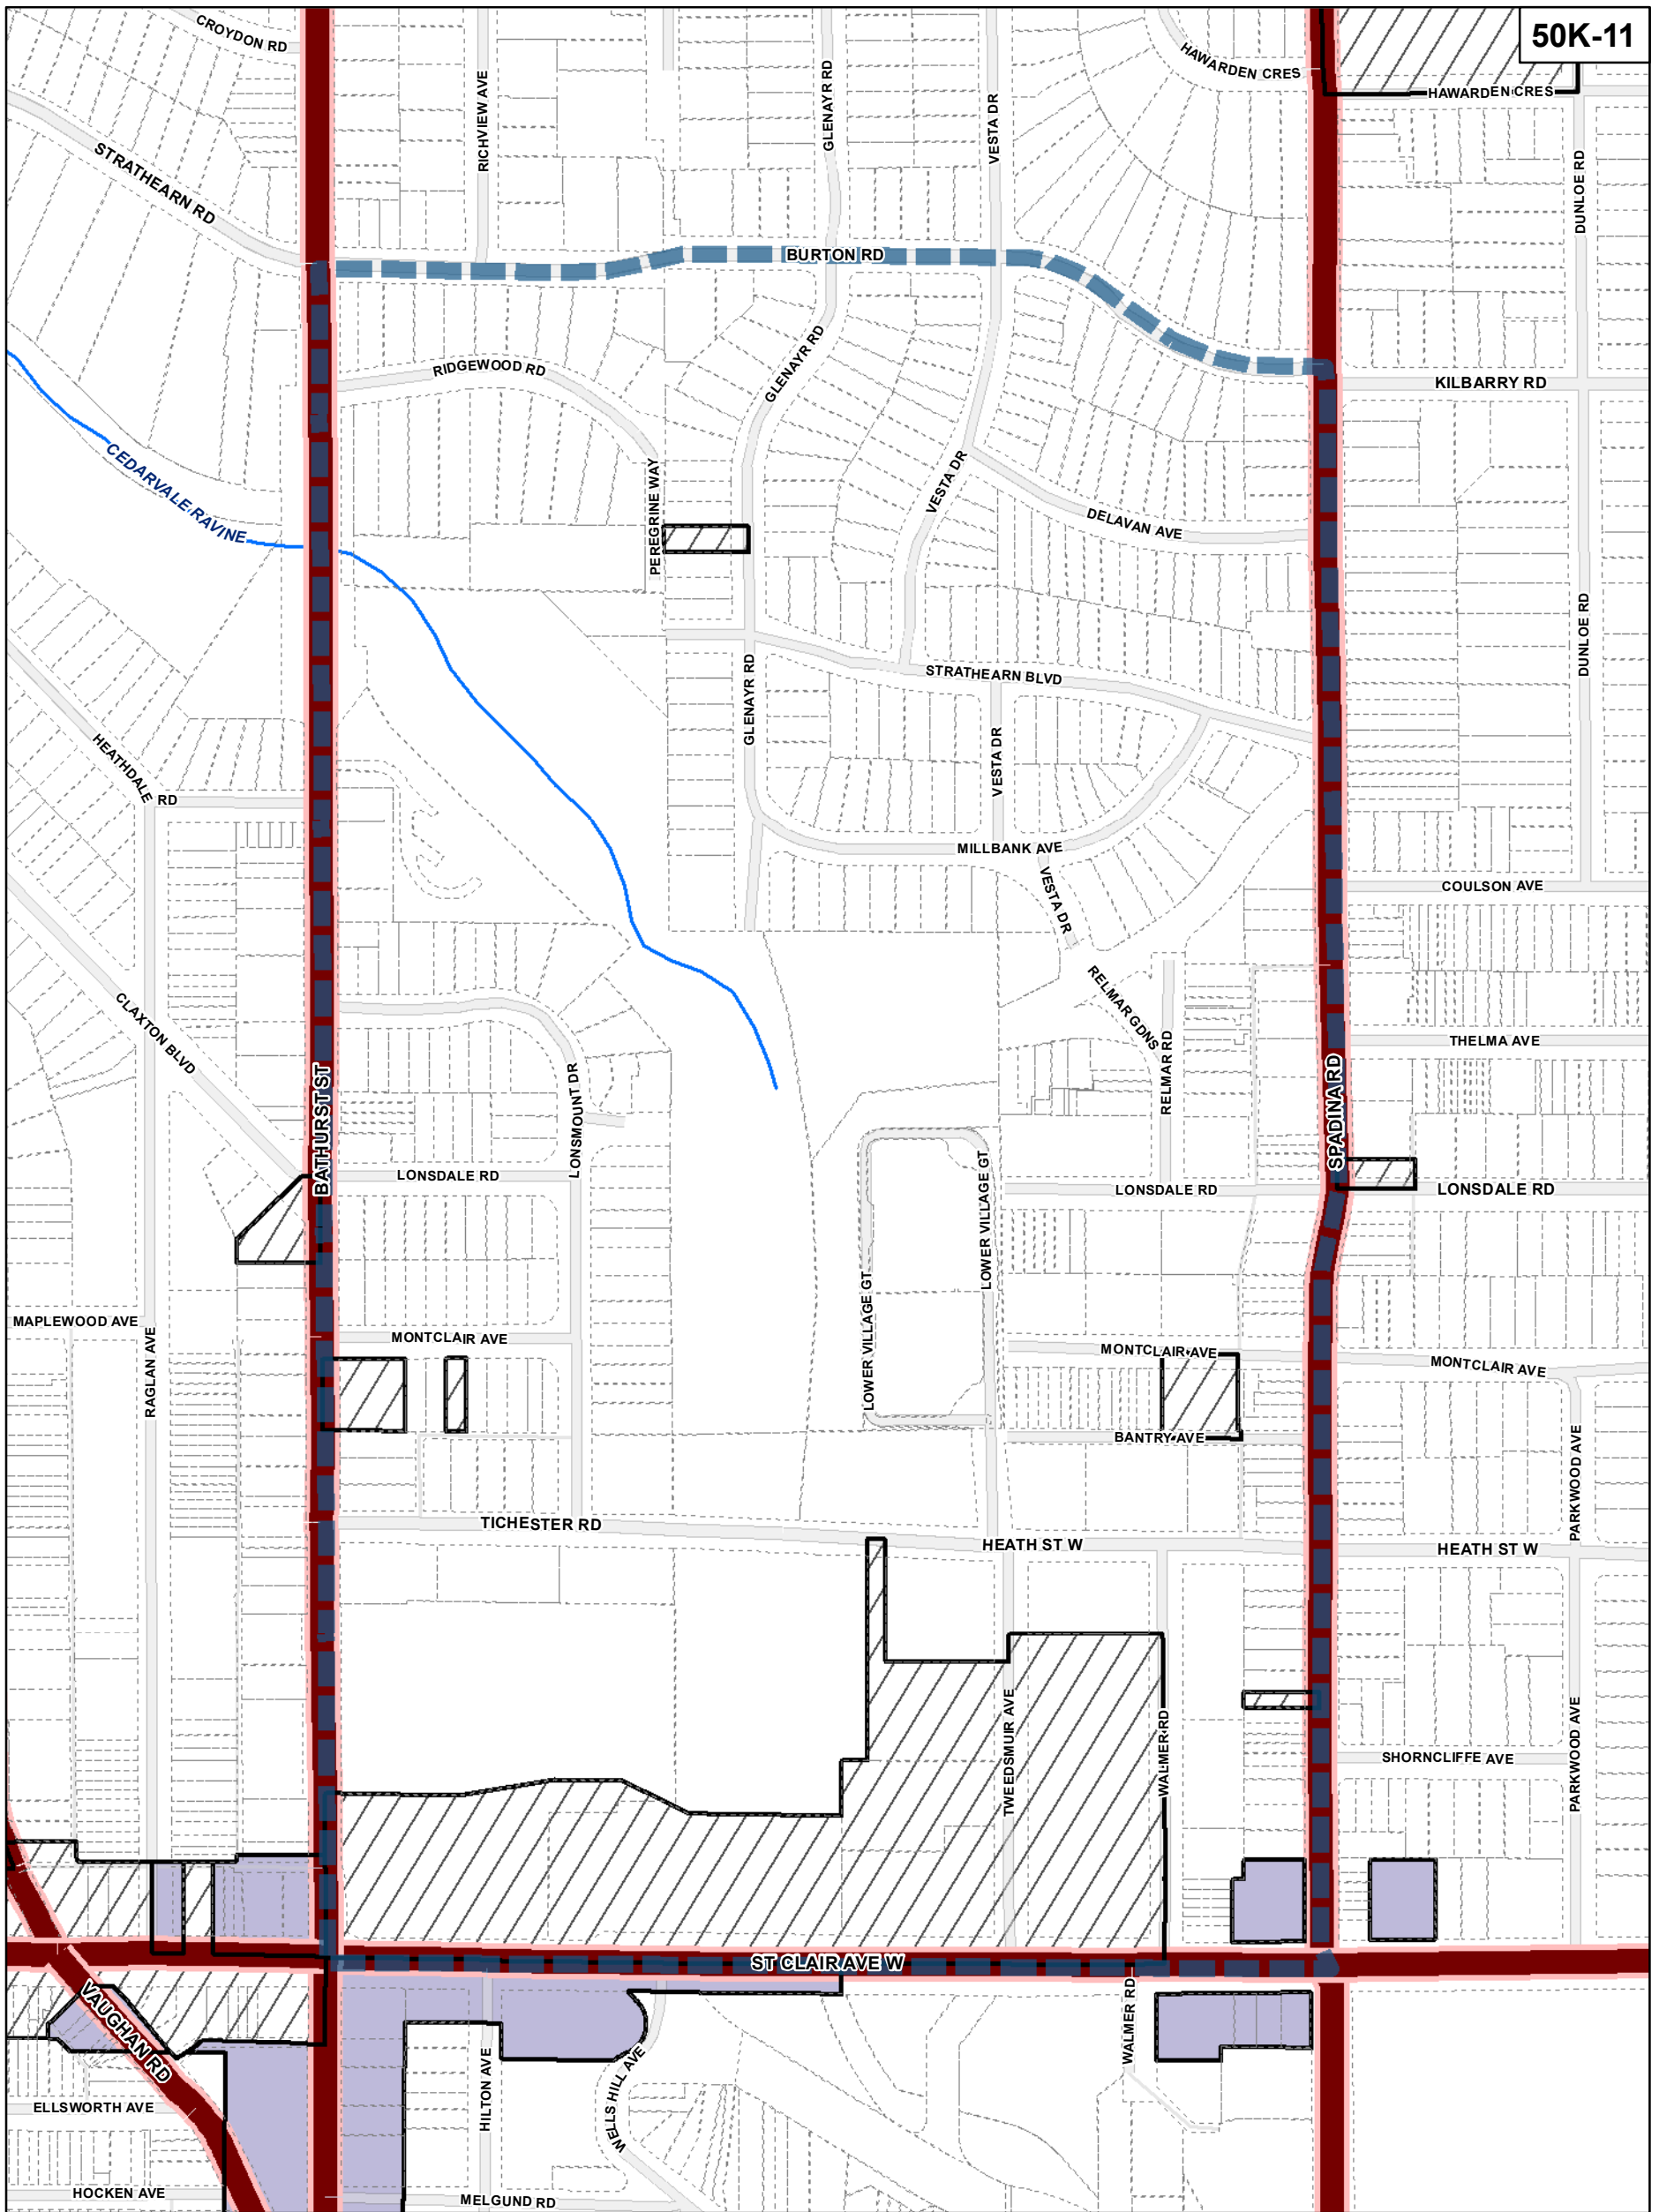 50K-11
CROYDON RD
HAWARDEN CRES
HAWARDEN CRES
RICHVIEW AVE
GLENAYR RD
VESTA DR
DUNLOE RD
STRATHEARN RD
BURTON RD
RIDGEWOOD RD
GLENAYR RD
KILBARRY RD
CEDARVALE RAVINE
PEREGRINE WAY
VESTA DR
DELAVAN AVE
DUNLOE RD
STRATHEARN BLVD
GLENAYR RD
VESTA DR
HEATHDALE RD
MILLBANK AVE
VESTA DR
COULSON AVE
CLAXTON BLVD
RELMAR GDNS
RELMAR RD
THELMA AVE
BATHURST ST
LONSMOUNT DR
SPADINA RD
LONSDALE RD
LOWER VILLAGE GT
LONSDALE RD
LONSDALE RD
LOWER VILLAGE GT
MAPLEWOOD AVE
RAGLAN AVE
MONTCLAIR AVE
MONTCLAIR AVE
MONTCLAIR AVE
BANTRY AVE
PARKWOOD AVE
TICHESTER RD
HEATH ST W
HEATH ST W
TWEEDSMUIR AVE
WALMER RD
SHORNCLIFFE AVE
PARKWOOD AVE
ST CLAIR AVE W
VAUGHAN RD
WALMER RD
HILTON AVE
WELLS HILL AVE
ELLSWORTH AVE
HOCKEN AVE
MELGUND RD